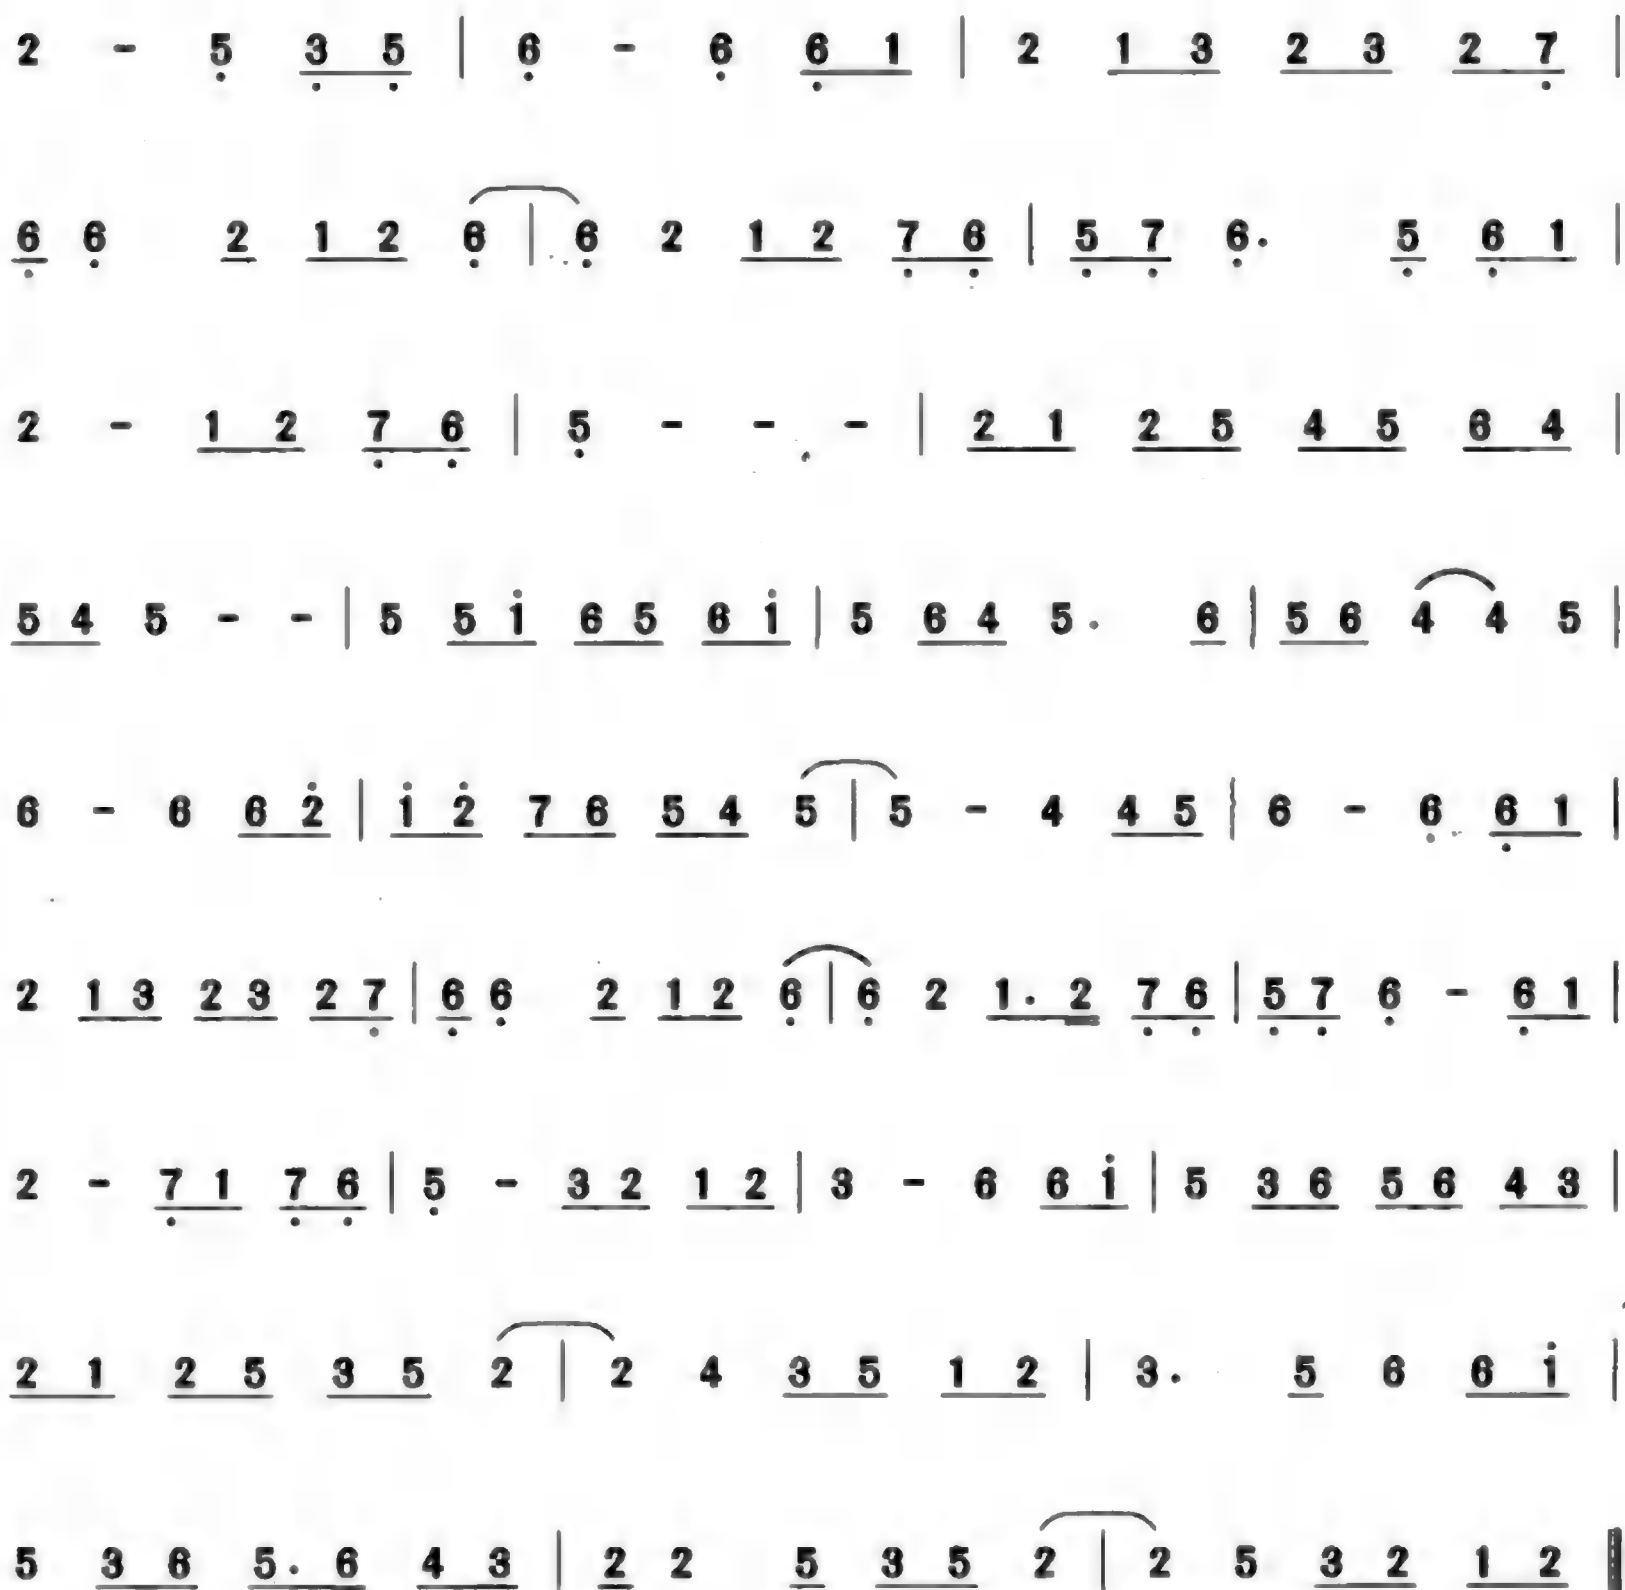 2 - 5̣ 3̣ 5̣ | 6̣ - 6̣ 6̣ 1 | 2 1 3 2 3 2 7̣ |
6̣ 6̣ 2 1 2 6̣ | 6̣ 2 1 2 7̣ 6̣ | 5̣ 7̣ 6̣. 5̣ 6̣ 1 |
2 - 1 2 7̣ 6̣ | 5̣ - - - | 2 1 2 5 4 5 6 4 |
5 4 5 - - | 5 5 1̇ 6 5 6 1̇ | 5 6 4 5. 6 | 5 6 4 4 5 |
6 - 6 6 2̇ | 1̇ 2̇ 7 6 5 4 5 | 5 - 4 4 5 | 6 - 6̣ 6̣ 1 |
2 1 3 2 3 2 7̣ | 6̣ 6̣ 2 1 2 6̣ | 6̣ 2 1. 2 7̣ 6̣ | 5̣ 7̣ 6̣ - 6̣ 1 |
2 - 7̣ 1 7̣ 6̣ | 5̣ - 3 2 1 2 | 3 - 6 6 1̇ | 5 3 6 5 6 4 3 |
2 1 2 5 3 5 2 | 2 4 3 5 1 2 | 3. 5 6 6 1̇ |
5 3 6 5. 6 4 3 | 2 2 5 3 5 2 | 2 5 3 2 1 2 ‖